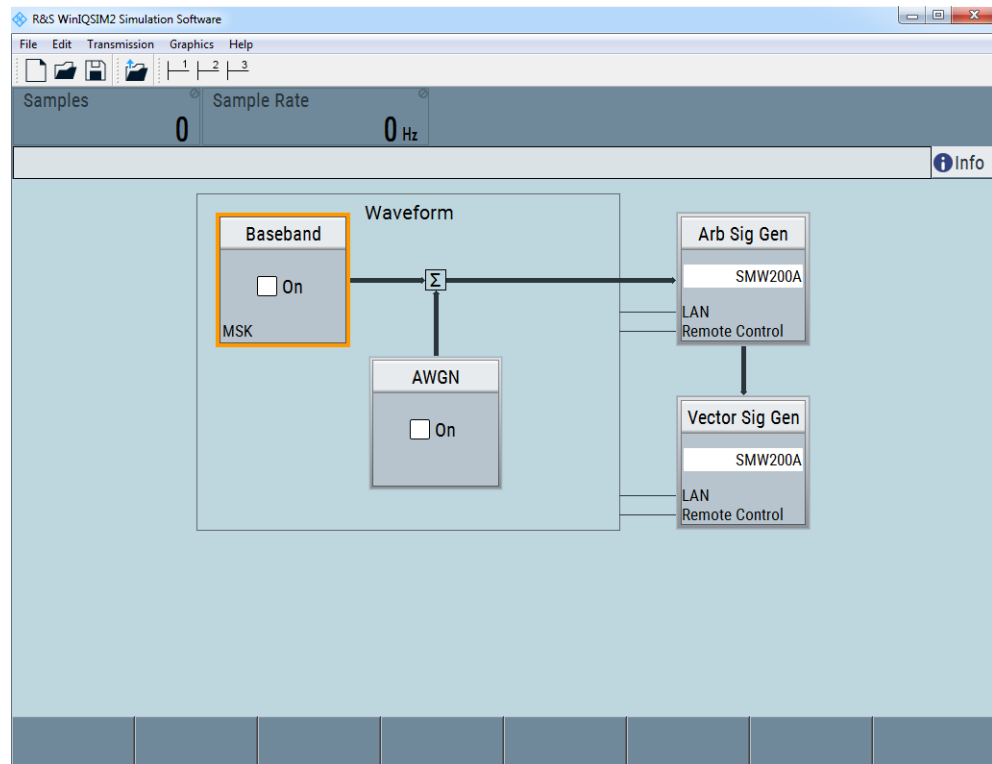 R&S WinIQSIM2 Simulation Software
File Edit Transmission Graphics Help
1 2 3
Samples
0
Sample Rate
0 Hz
Info
Waveform
Baseband
On
MSK
Σ
AWGN
On
Arb Sig Gen
SMW200A
LAN
Remote Control
Vector Sig Gen
SMW200A
LAN
Remote Control